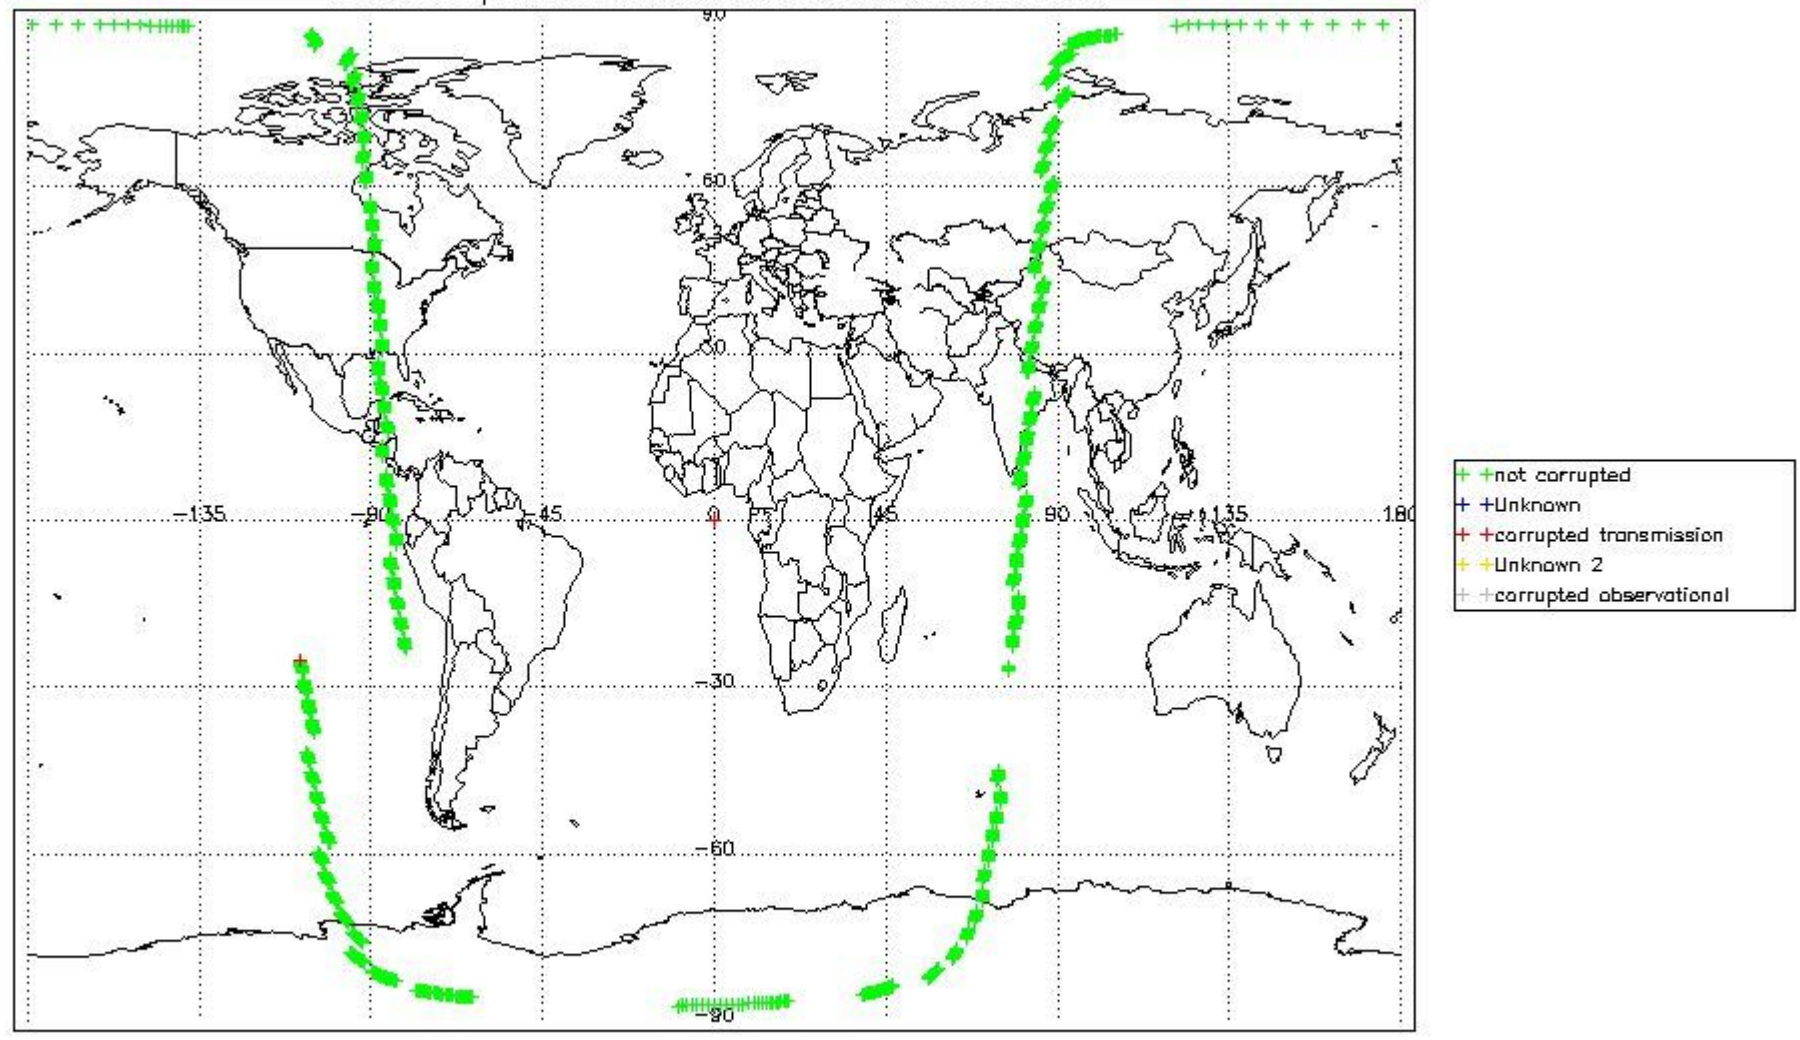 90
60
30
-135
-90
-45
0
45
90
135
180
-30
-60
-90
+ +not corrupted
+ +Unknown
+ +corrupted transmission
+ +Unknown 2
+ +corrupted observational